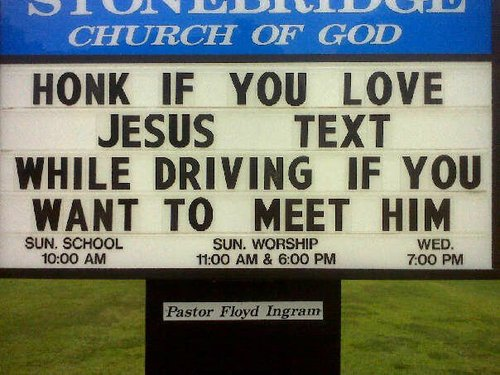 STONEBRIDGE
CHURCH OF GOD
HONK IF YOU LOVE
JESUS TEXT
WHILE DRIVING IF YOU
WANT TO MEET HIM
SUN. SCHOOL SUN. WORSHIP WED.
10:00 AM 11:00 AM & 6:00 PM 7:00 PM
Pastor Floyd Ingram